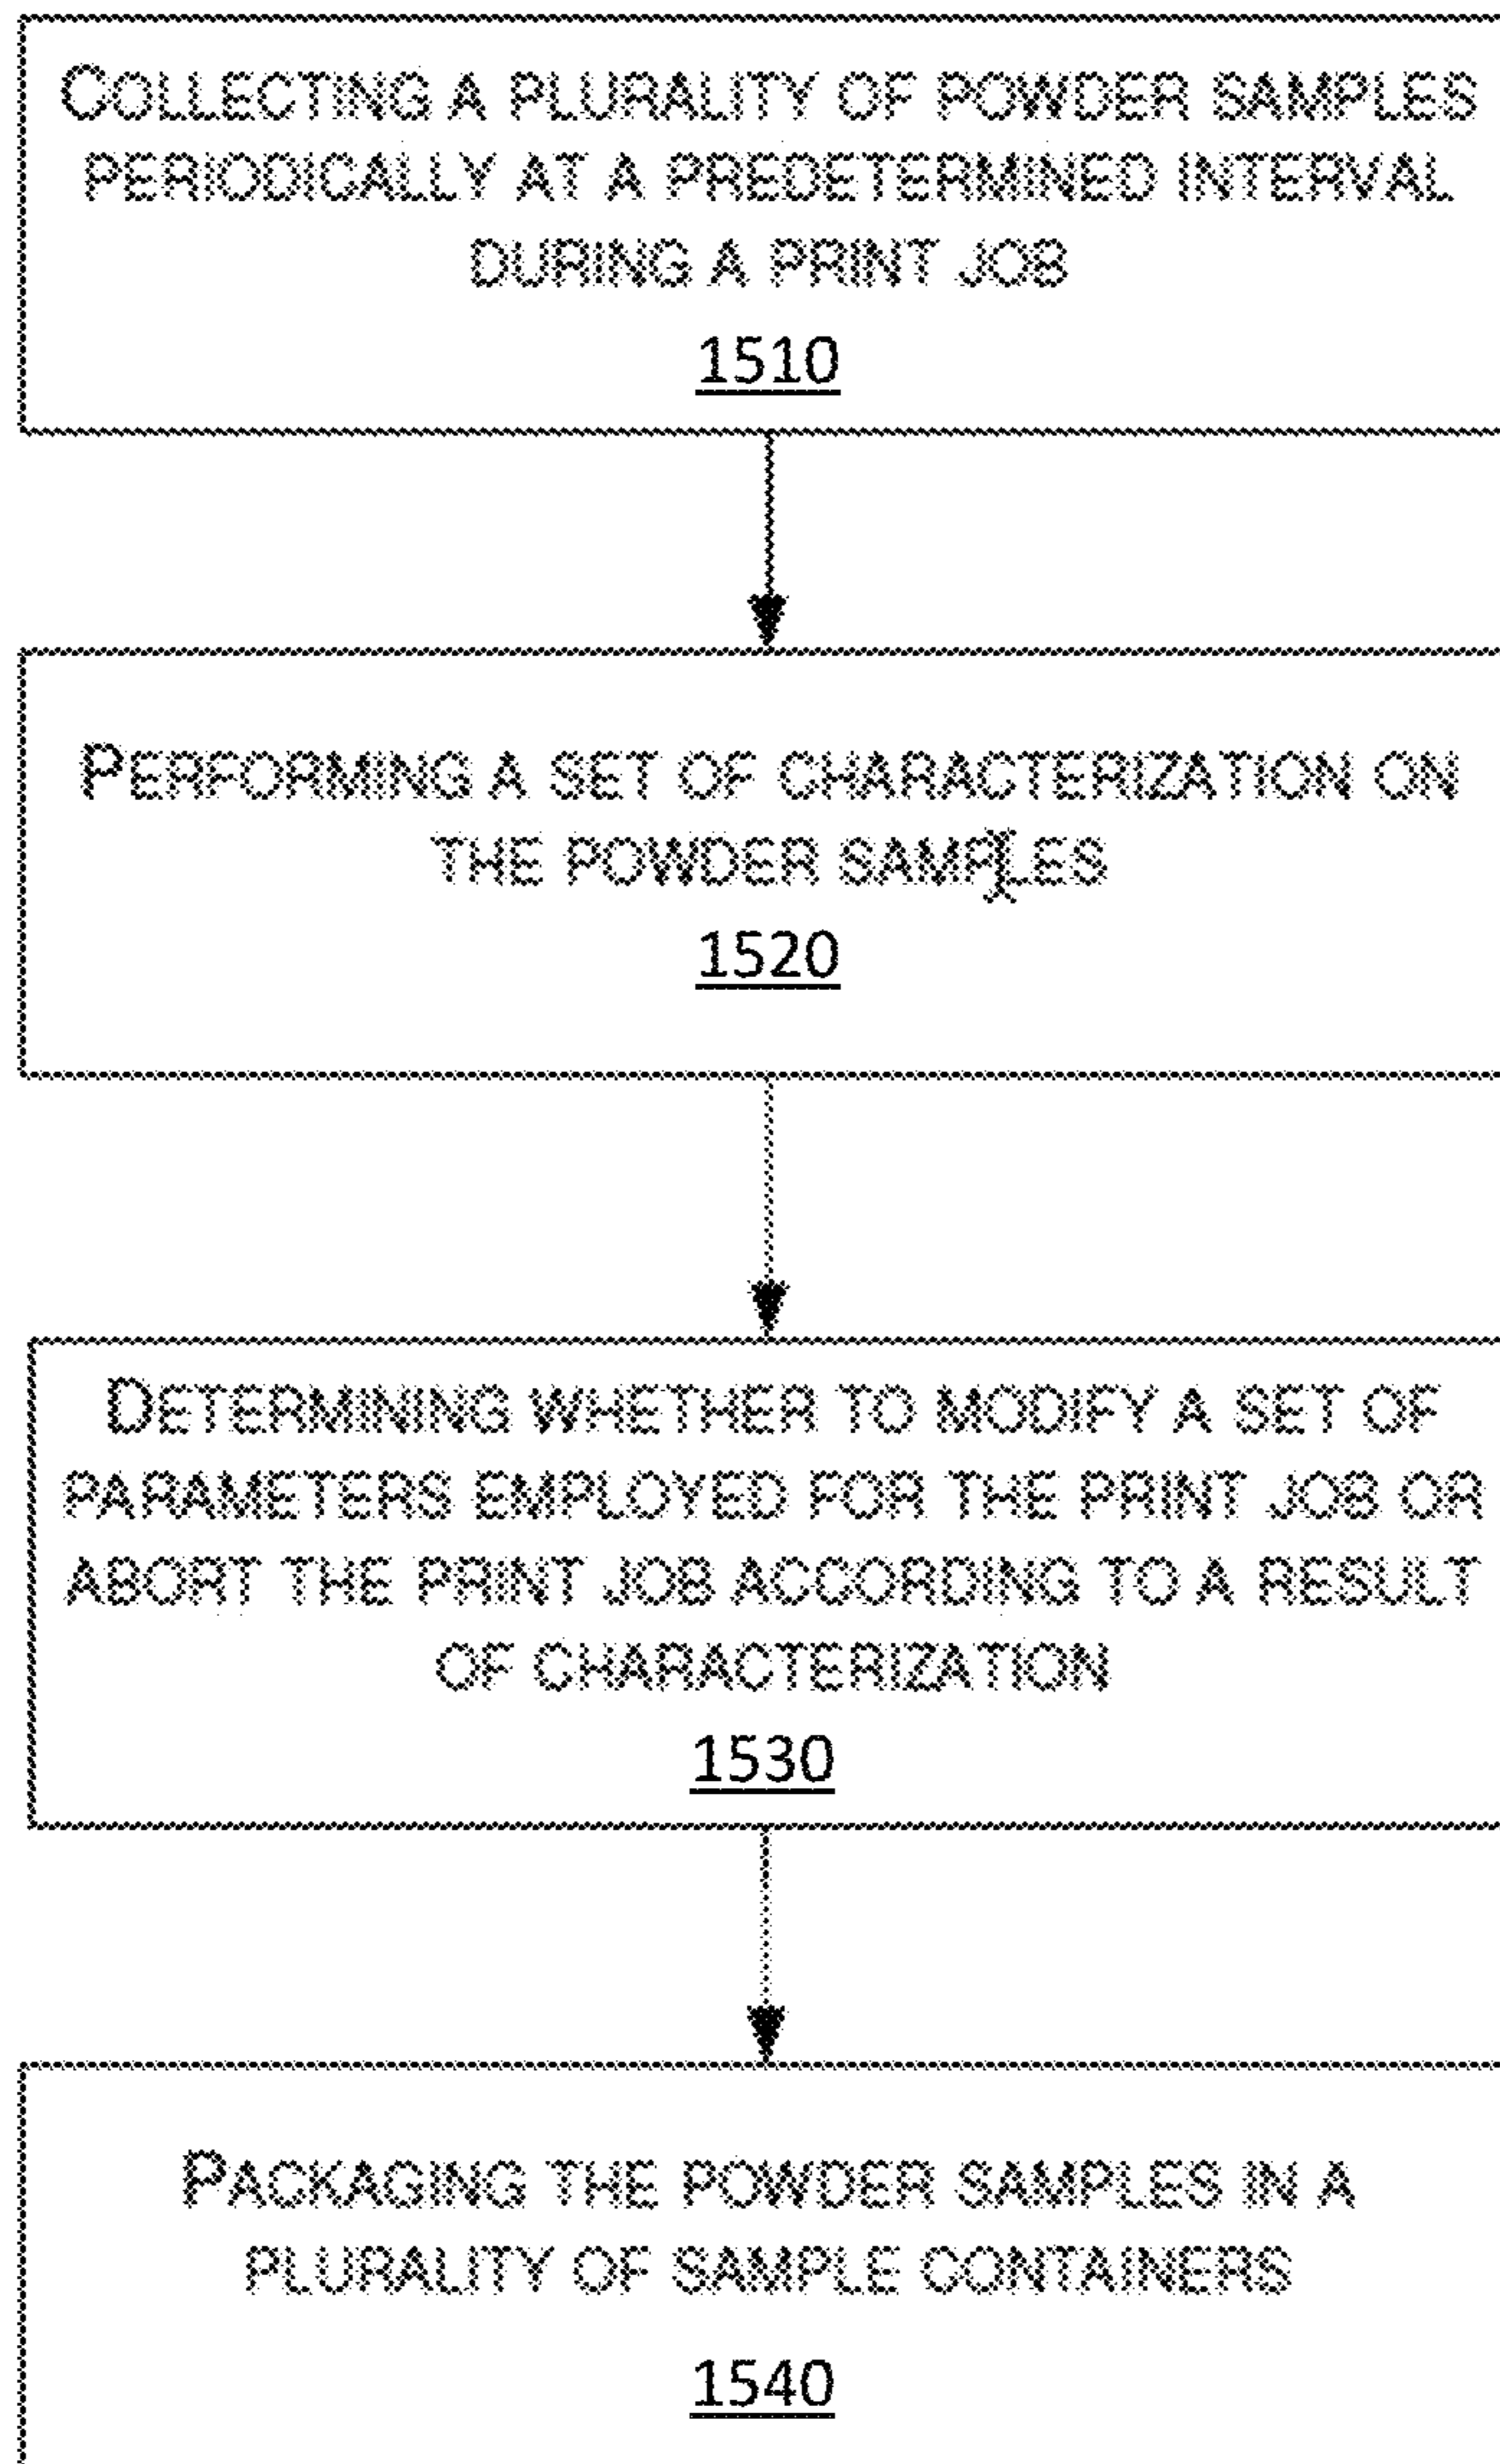 COLLECTING A PLURALITY OF POWDER SAMPLES
PERIODICALLY AT A PREDETERMINED INTERVAL
DURING A PRINT JOB
1510
PERFORMING A SET OF CHARACTERIZATION ON
THE POWDER SAMPLES
1520
DETERMINING WHETHER TO MODIFY A SET OF
PARAMETERS EMPLOYED FOR THE PRINT JOB OR
ABORT THE PRINT JOB ACCORDING TO A RESULT
OF CHARACTERIZATION
1530
PACKAGING THE POWDER SAMPLES IN A
PLURALITY OF SAMPLE CONTAINERS
1540